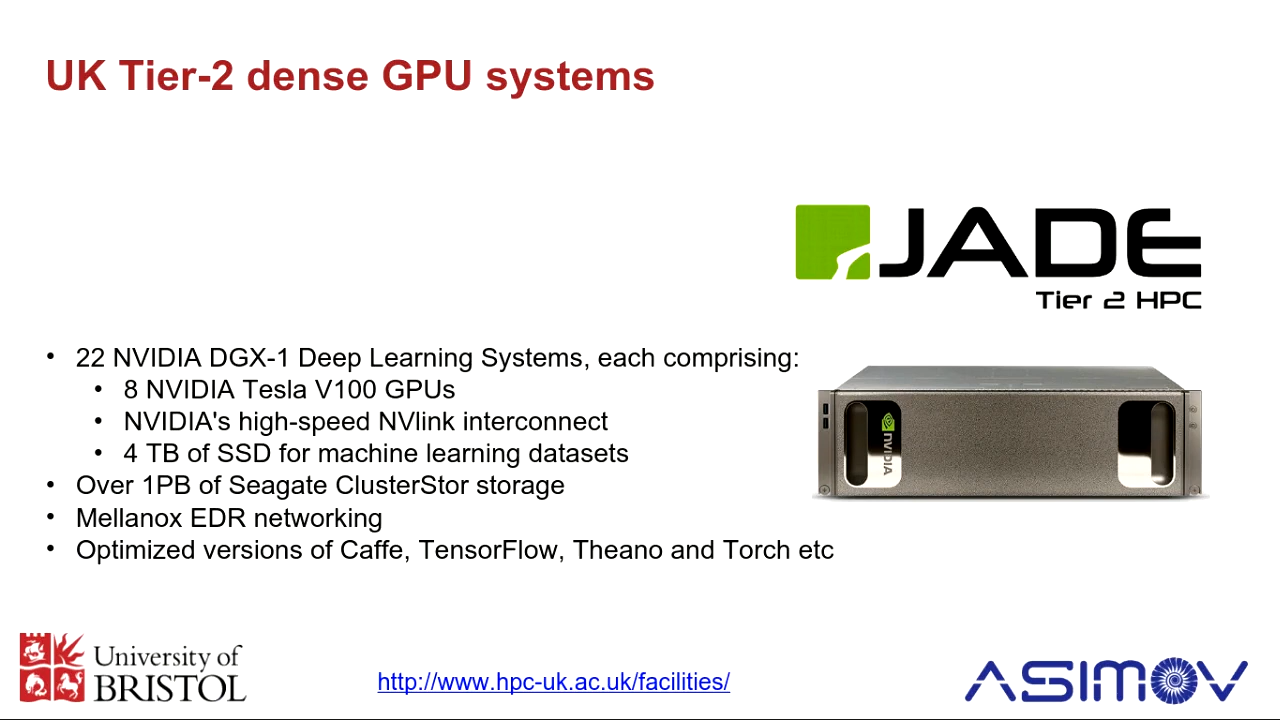 UK Tier-2 dense GPU systems
JADE
Tier 2 HPC
• 22 NVIDIA DGX-1 Deep Learning Systems, each comprising:
• 8 NVIDIA Tesla V100 GPUs
• NVIDIA's high-speed NVlink interconnect
• 4 TB of SSD for machine learning datasets
• Over 1PB of Seagate ClusterStor storage
• Mellanox EDR networking
• Optimized versions of Caffe, TensorFlow, Theano and Torch etc
NVIDIA
University of
BRISTOL
http://www.hpc-uk.ac.uk/facilities/
ASIMOV